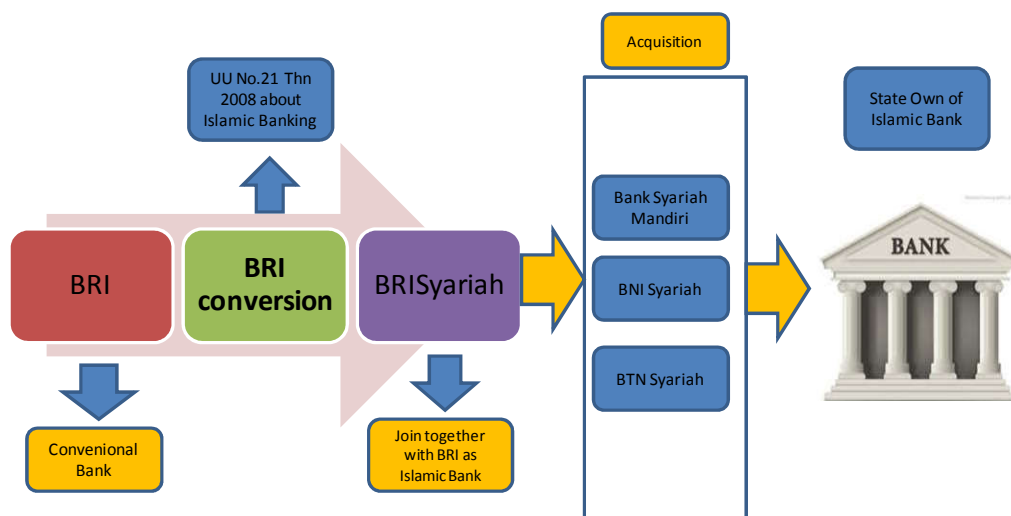 Acquisition
UU No.21 Thn
2008 about
Islamic Banking
State Own of
Islamic Bank
Bank Syariah
Mandiri
BANK
BRI
BRI
conversion
BRISyariah
BNI Syariah
BTN Syariah
Convenional
Bank
Join together
with BRI as
Islamic Bank